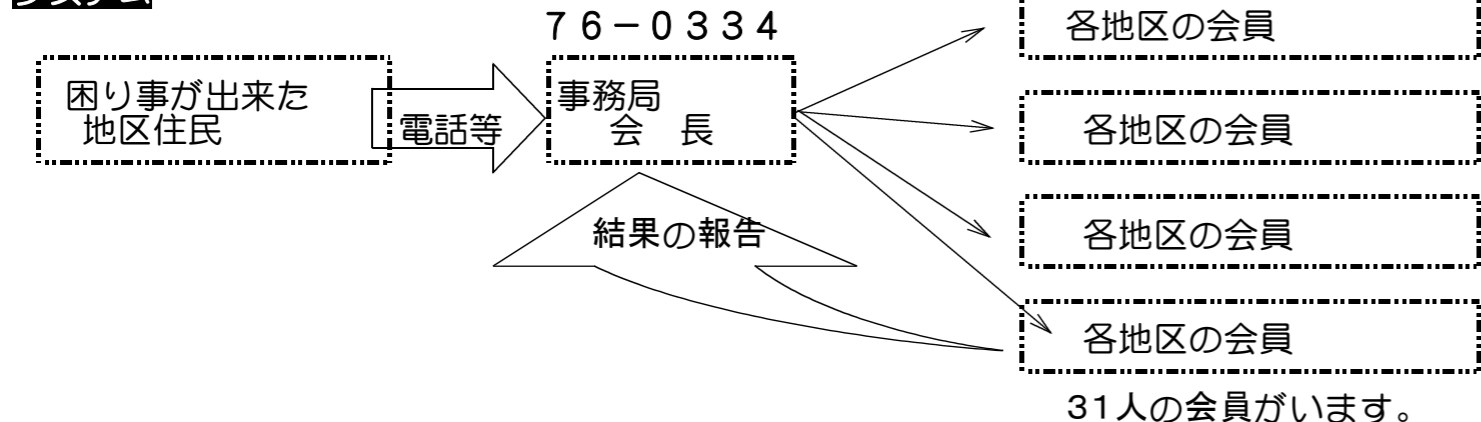 システム
76-0334
困り事が出来た
地区住民
電話等
事務局
会 長
結果の報告
各地区の会員
各地区の会員
各地区の会員
各地区の会員
31人の会員がいます。